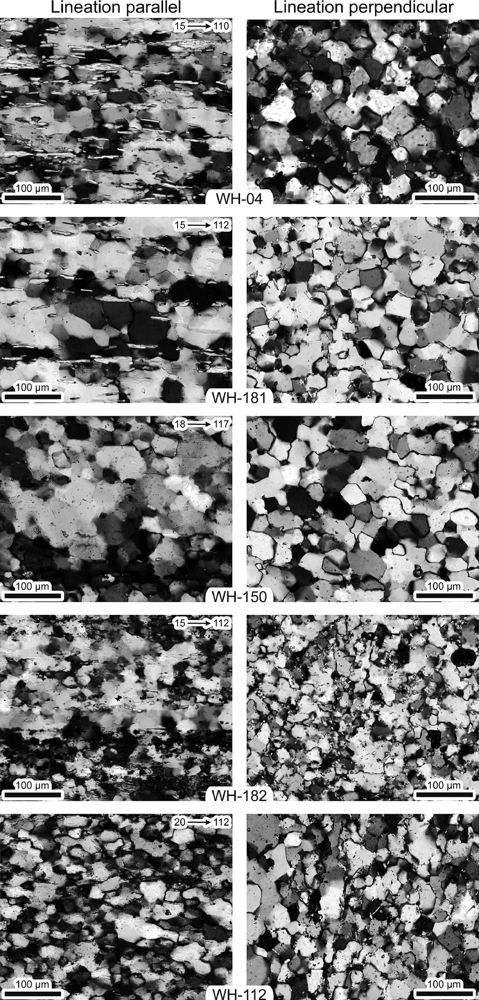 Lineation parallel
Lineation perpendicular
15 → 110
100 µm
100 µm
WH-04
15 → 112
100 µm
100 µm
WH-181
18 → 117
100 µm
100 µm
WH-150
15 → 112
100 µm
100 µm
WH-182
20 → 112
100 µm
100 µm
WH-112